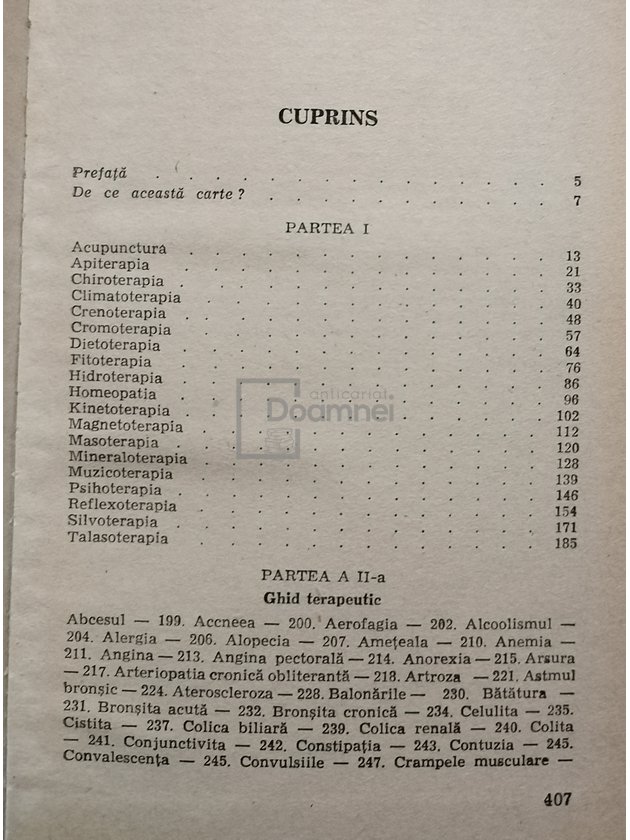 CUPRINS
Prefață . . . . . . . . . . . . . . 5
De ce această carte ? . . . . . . . . . . 7
PARTEA I
Acupunctura . . . . . . . . . . . . 13
Apiterapia . . . . . . . . . . . . 21
Chiroterapia . . . . . . . . . . . . 33
Climatoterapia . . . . . . . . . . . . 40
Crenoterapia . . . . . . . . . . . . 48
Cromoterapia . . . . . . . . . . . . 57
Dietoterapia . . . . . . . . . . . . 64
Fitoterapia . . . . . . . . . . . . 76
Hidroterapia . . . . . . . . . . . . 86
Homeopatia . . . . . . . . . . . . 96
Kinetoterapia . . . . . . . . . . . . 102
Magnetoterapia . . . . . . . . . . . . 112
Masoterapia . . . . . . . . . . . . 120
Mineraloterapia . . . . . . . . . . . . 128
Muzicoterapia . . . . . . . . . . . . 139
Psihoterapia . . . . . . . . . . . . 146
Reflexoterapia . . . . . . . . . . . . 154
Silvoterapia . . . . . . . . . . . . 171
Talasoterapia . . . . . . . . . . . . 185
anticariat
Doamnei
PARTEA A II-a
Ghid terapeutic
Abcesul — 199. Accneea — 200. Aerofagia — 202. Alcoolismul —
204. Alergia — 206. Alopecia — 207. Amețeala — 210. Anemia —
211. Angina — 213. Angina pectorală — 214. Anorexia — 215. Arsura
— 217. Arteriopatia cronică obliterantă — 218. Artroza — 221. Astmul
bronșic — 224. Ateroscleroza — 228. Balonările — 230. Bătătura —
231. Bronșita acută — 232. Bronșita cronică — 234. Celulita — 235.
Cistita — 237. Colica biliară — 239. Colica renală — 240. Colita
— 241. Conjunctivita — 242. Constipația — 243. Contuzia — 245.
Convalescența — 245. Convulsiile — 247. Crampele musculare —
407